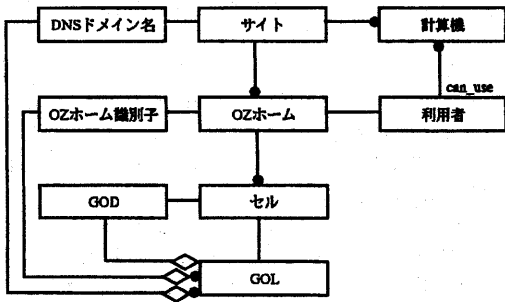 DNSドメイン名
サイト
計算機
can_use
OZホーム識別子
OZホーム
利用者
GOD
セル
GOL